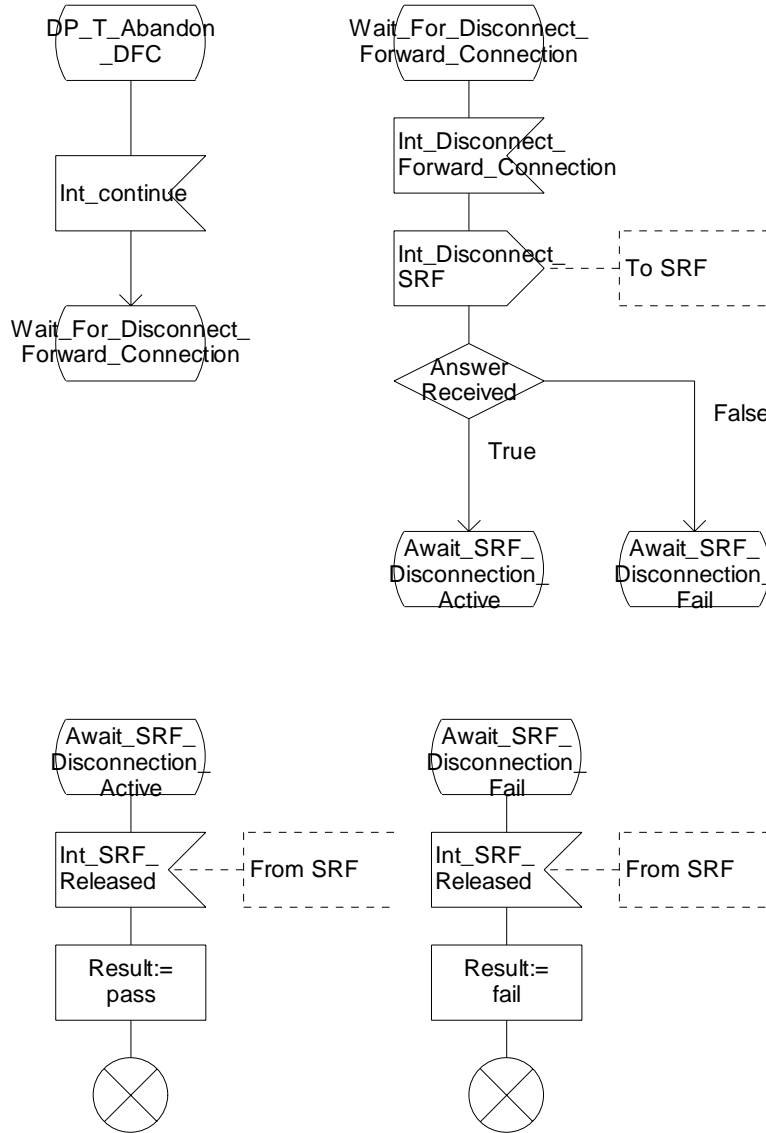 DP_T_Abandon
_DFC
Int_continue
Wait_For_Disconnect_
Forward_Connection
Wait_For_Disconnect_
Forward_Connection
Int_Disconnect_
Forward_Connection
Int_Disconnect_
SRF
To SRF
Answer
Received
False
True
Await_SRF_
Disconnection_
Active
Await_SRF_
Disconnection_
Fail
Await_SRF_
Disconnection_
Active
Int_SRF_
Released
From SRF
Result:=
pass
Await_SRF_
Disconnection_
Fail
Int_SRF_
Released
From SRF
Result:=
fail